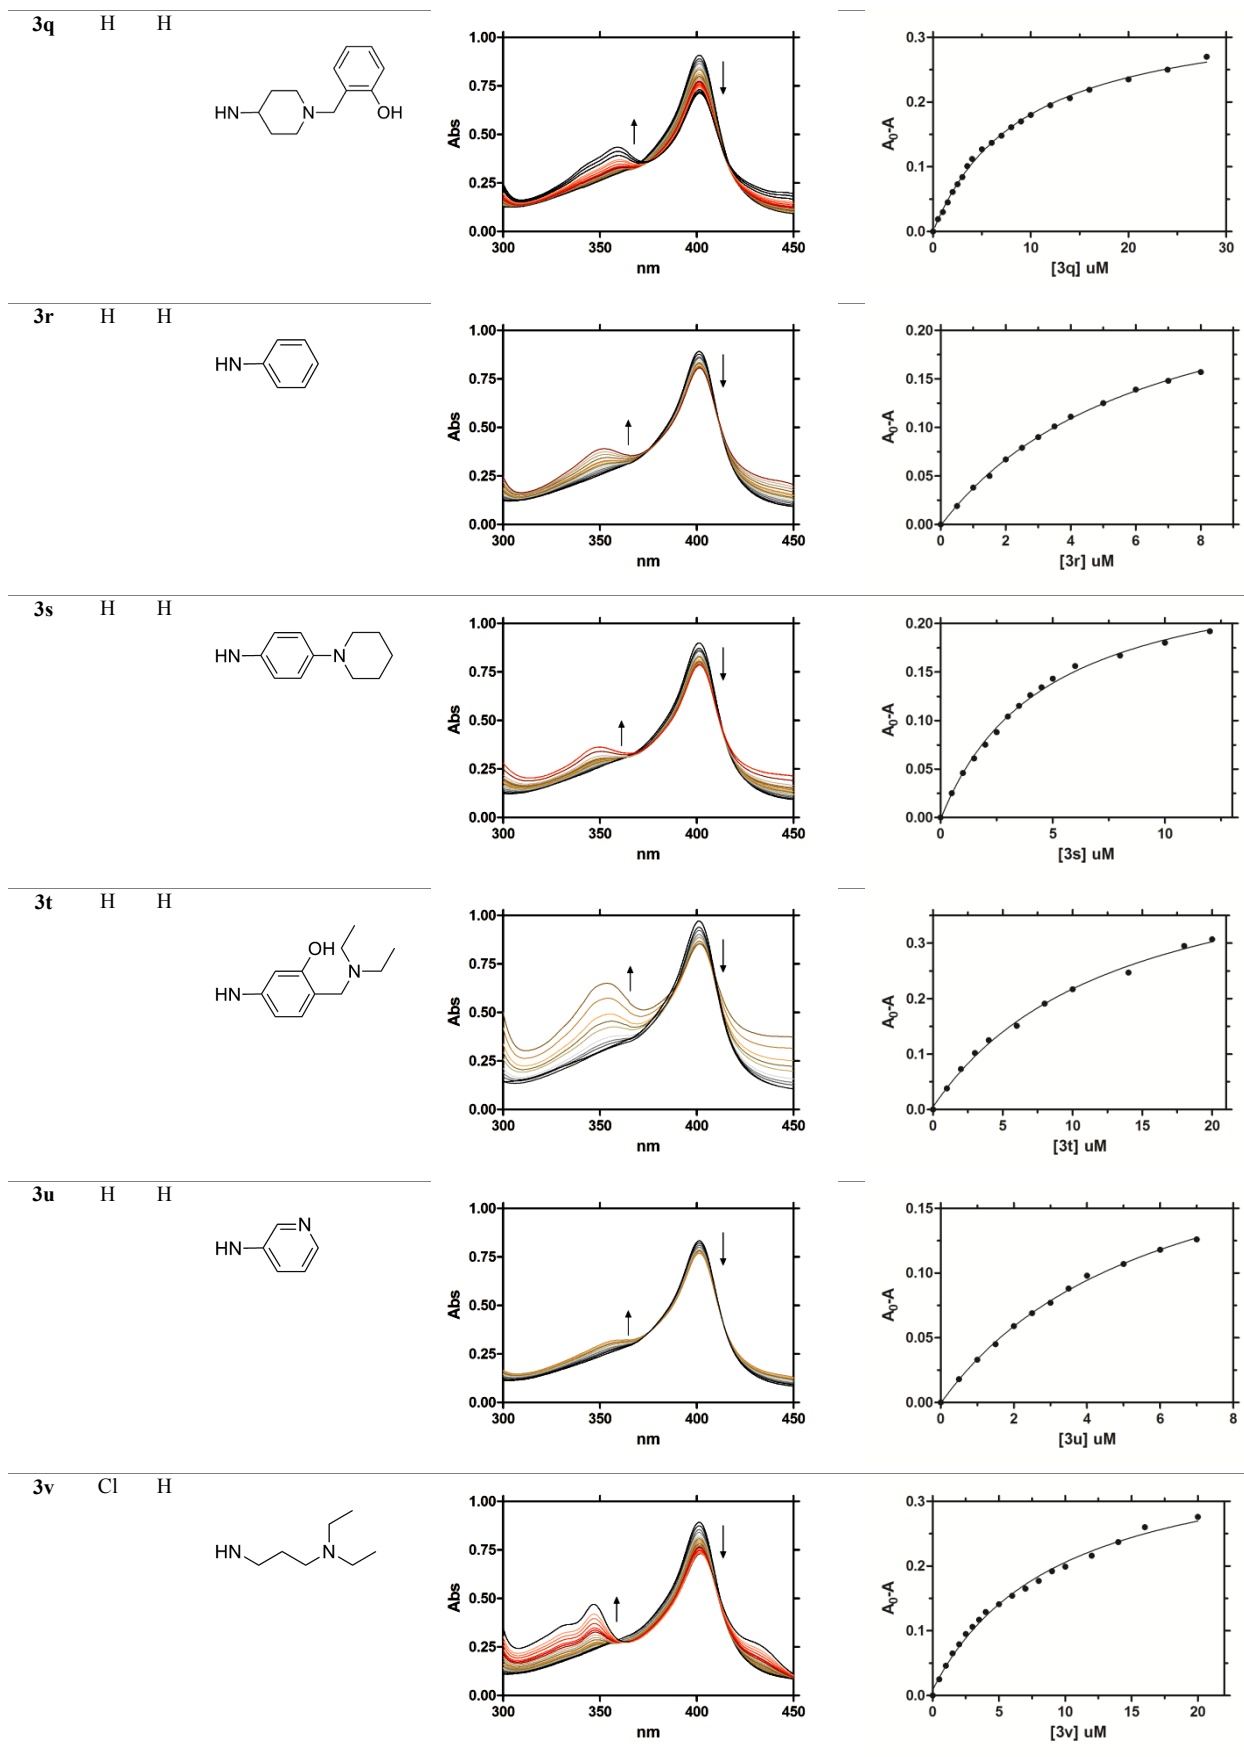 3q H H
HN N OH
1.00
0.75
0.50
0.25
0.00
Abs
300 350 400 450
nm
0.3
0.2
0.1
0.0
A0-A
0 10 20 30
[3q] uM
3r H H
HN
1.00
0.75
0.50
0.25
0.00
Abs
300 350 400 450
nm
0.20
0.15
0.10
0.05
0.00
A0-A
0 2 4 6 8
[3r] uM
3s H H
HN N
1.00
0.75
0.50
0.25
0.00
Abs
300 350 400 450
nm
0.20
0.15
0.10
0.05
0.00
A0-A
0 5 10
[3s] uM
3t H H
OH
N
HN
1.00
0.75
0.50
0.25
0.00
Abs
300 350 400 450
nm
0.3
0.2
0.1
0.0
A0-A
0 5 10 15 20
[3t] uM
3u H H
N
HN
1.00
0.75
0.50
0.25
0.00
Abs
300 350 400 450
nm
0.15
0.10
0.05
0.00
A0-A
0 2 4 6 8
[3u] uM
3v Cl H
HN N
1.00
0.75
0.50
0.25
0.00
Abs
300 350 400 450
nm
0.3
0.2
0.1
0.0
A0-A
0 5 10 15 20
[3v] uM